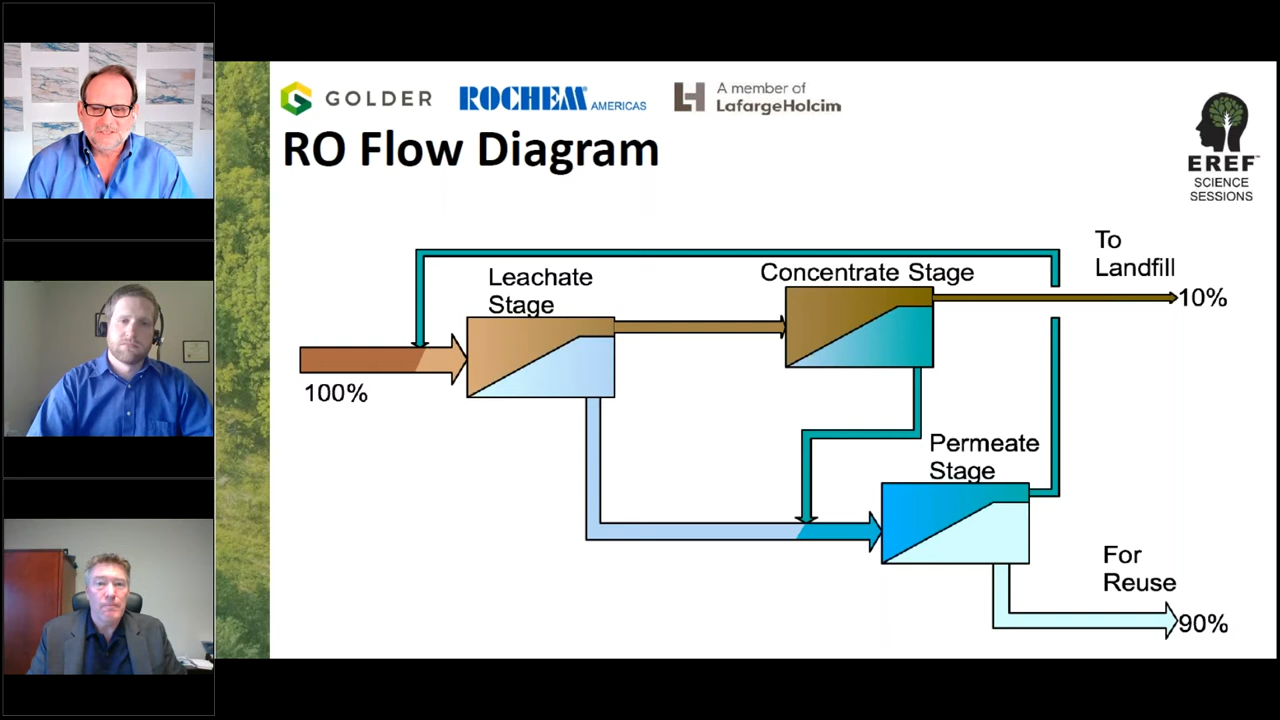 GOLDER
ROCHEM AMERICAS
A member of
LafargeHolcim
RO Flow Diagram
EREF™
SCIENCE
SESSIONS
To
Landfill
10%
Concentrate Stage
Leachate
Stage
100%
Permeate
Stage
For
Reuse
90%